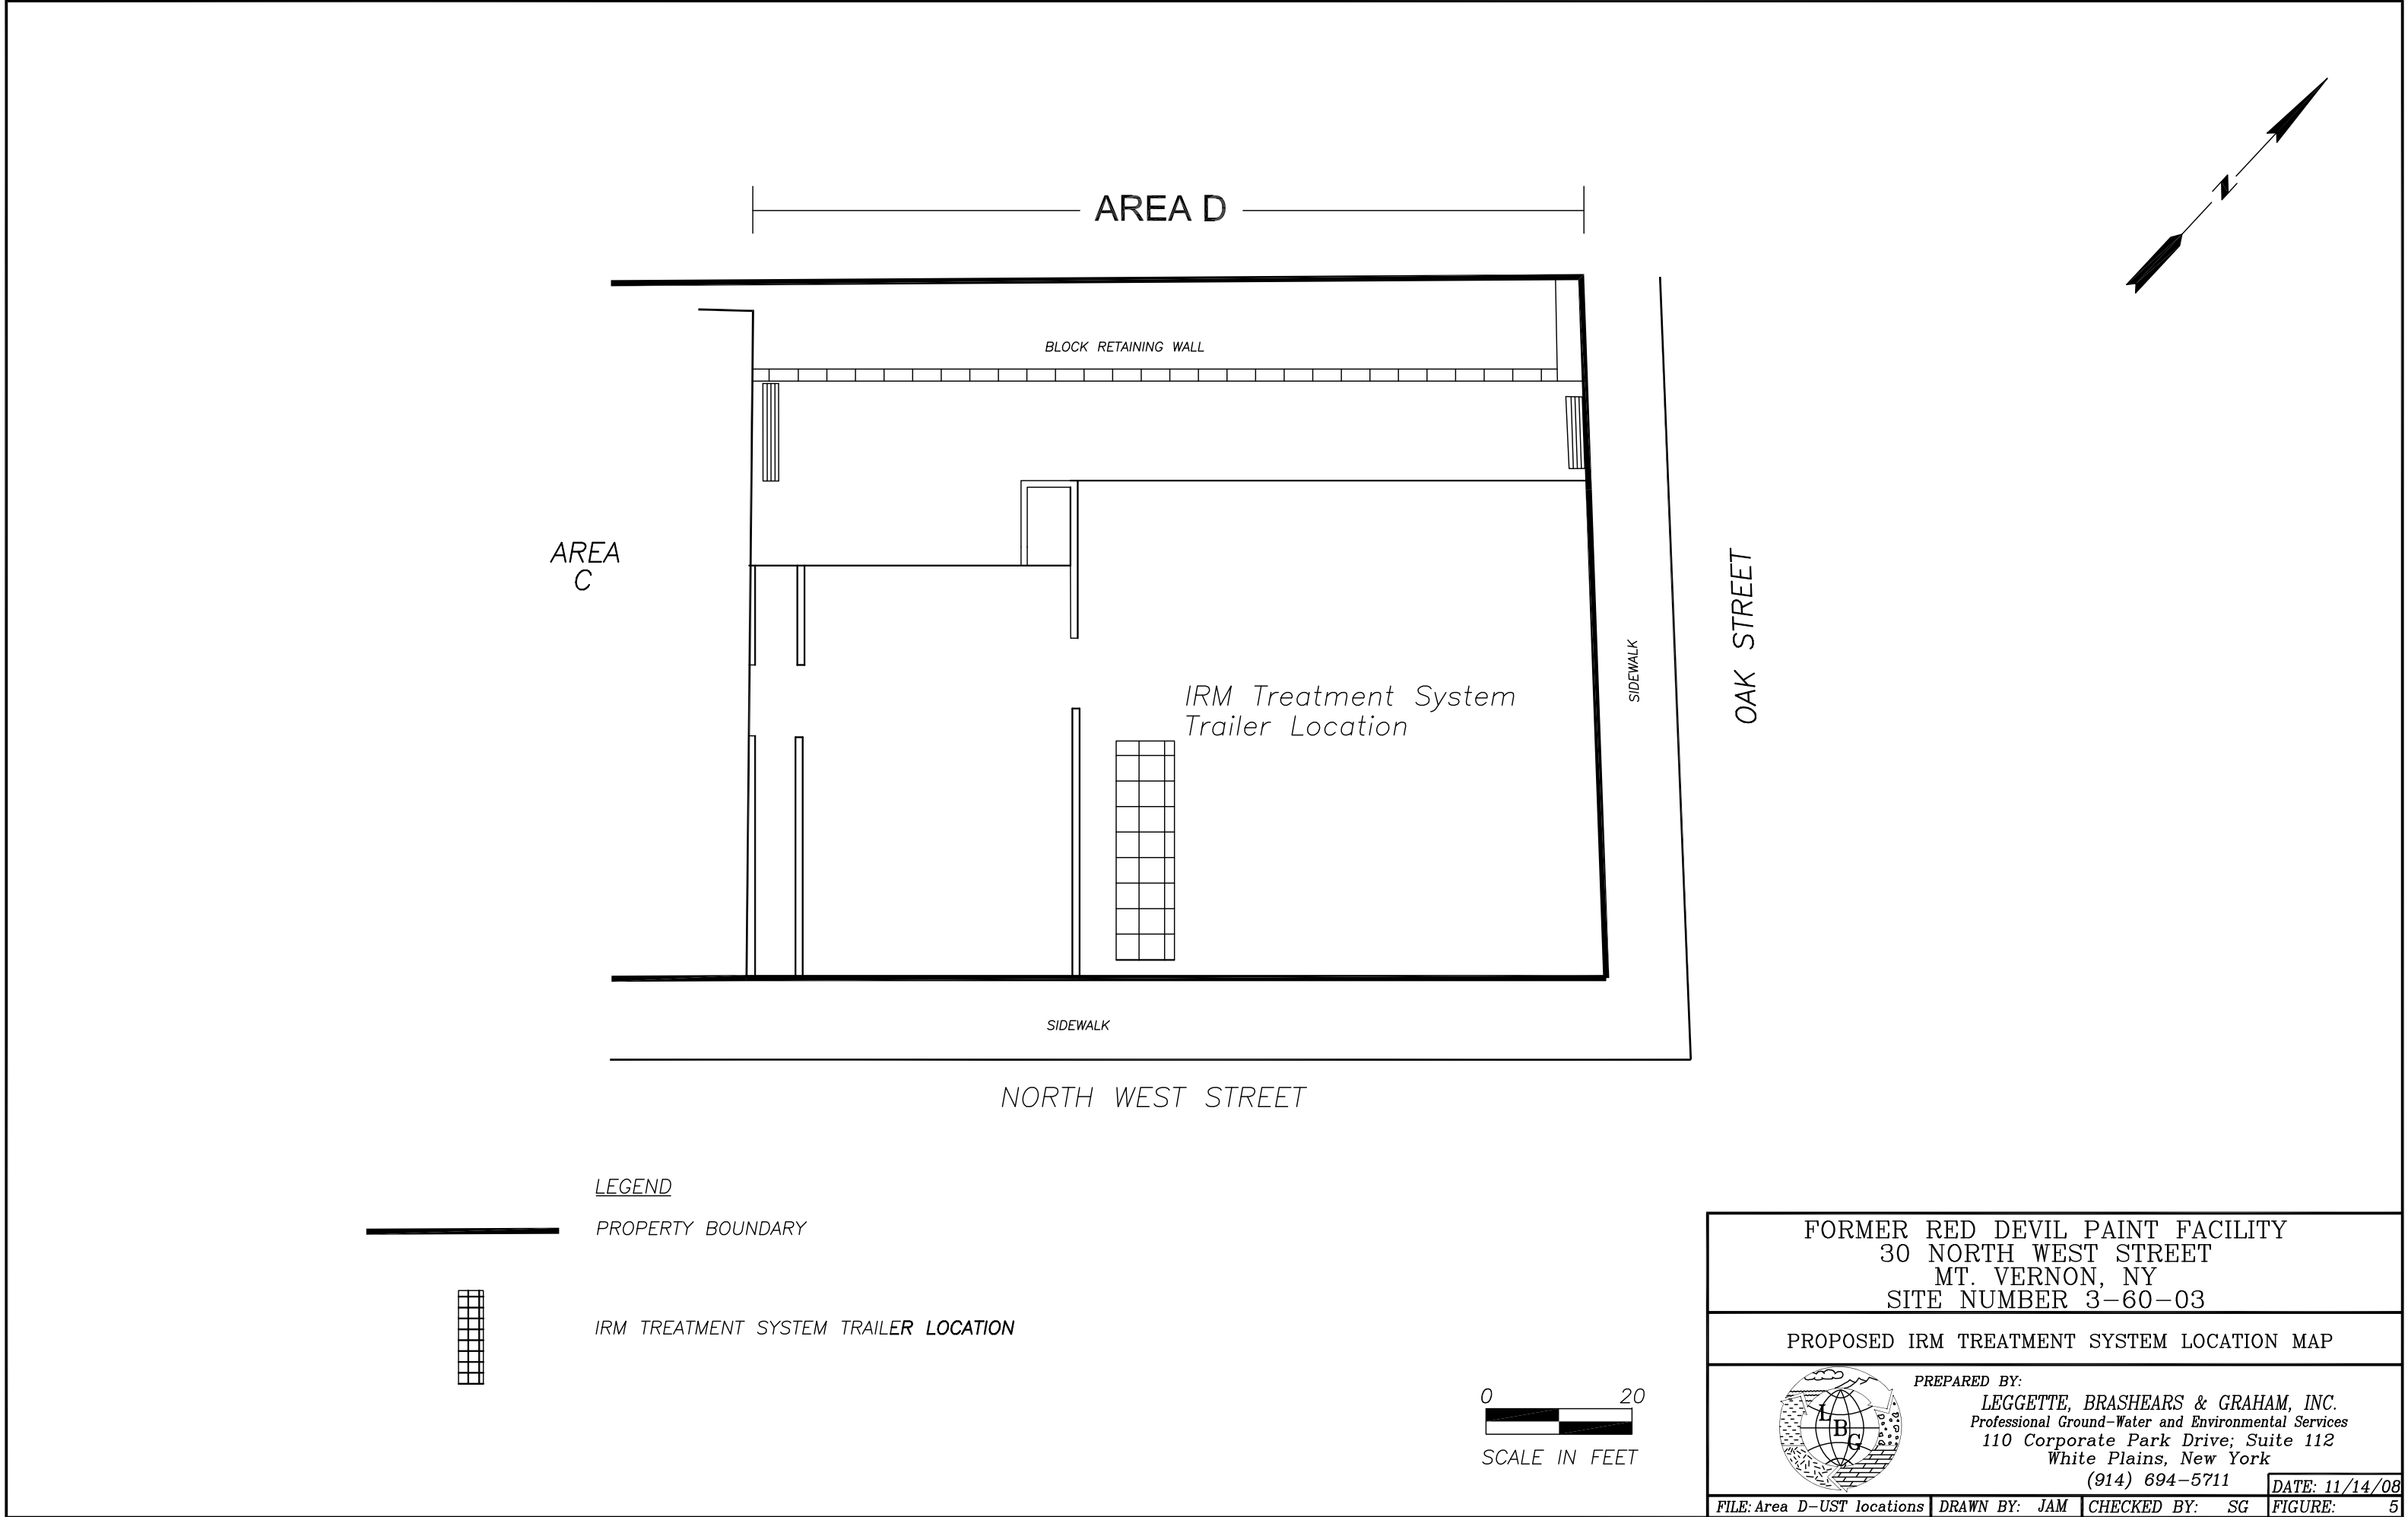 N
AREA D
BLOCK RETAINING WALL
AREA
C
IRM Treatment System
Trailer Location
SIDEWALK
OAK STREET
SIDEWALK
NORTH WEST STREET
LEGEND
PROPERTY BOUNDARY
IRM TREATMENT SYSTEM TRAILER LOCATION
0 20
SCALE IN FEET
FORMER RED DEVIL PAINT FACILITY
30 NORTH WEST STREET
MT. VERNON, NY
SITE NUMBER 3-60-03
PROPOSED IRM TREATMENT SYSTEM LOCATION MAP
L
B
G
PREPARED BY:
LEGGETTE, BRASHEARS & GRAHAM, INC.
Professional Ground-Water and Environmental Services
110 Corporate Park Drive; Suite 112
White Plains, New York
(914) 694-5711
DATE: 11/14/08
FILE: Area D-UST locations DRAWN BY: JAM CHECKED BY: SG FIGURE: 5